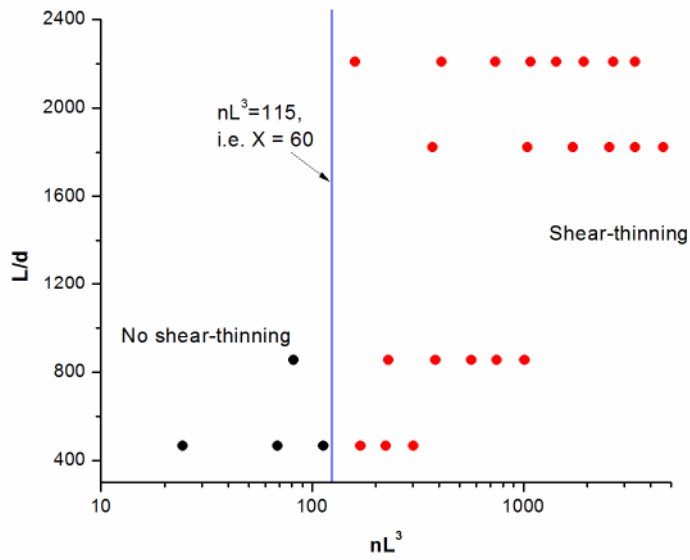 2400
2000
1600
1200
800
400
L/d
nL³=115,
i.e. X = 60
Shear-thinning
No shear-thinning
10
100
1000
nL³